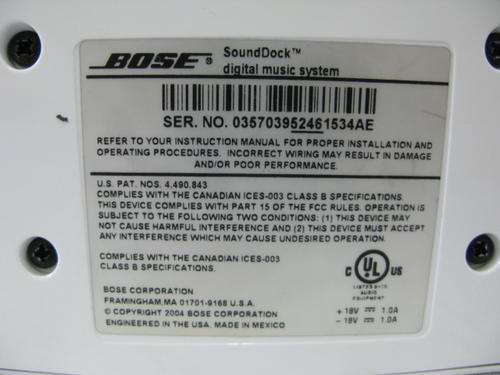 BOSE® SoundDock™
digital music system
SER. NO. 035703952461534AE
REFER TO YOUR INSTRUCTION MANUAL FOR PROPER INSTALLATION AND
OPERATING PROCEDURES. INCORRECT WIRING MAY RESULT IN DAMAGE
AND/OR POOR PERFORMANCE.
U.S. PAT. NOS. 4,490,843
COMPLIES WITH THE CANADIAN ICES-003 CLASS B SPECIFICATIONS.
THIS DEVICE COMPLIES WITH PART 15 OF THE FCC RULES. OPERATION IS
SUBJECT TO THE FOLLOWING TWO CONDITIONS: (1) THIS DEVICE MAY
NOT CAUSE HARMFUL INTERFERENCE AND (2) THIS DEVICE MUST ACCEPT
ANY INTERFERENCE WHICH MAY CAUSE UNDESIRED OPERATION.
COMPLIES WITH THE CANADIAN ICES-003
CLASS B SPECIFICATIONS.
C UL US
AUDIO
EQUIPMENT
BOSE CORPORATION
FRAMINGHAM, MA 01701-9168 U.S.A.
© COPYRIGHT 2004 BOSE CORPORATION
ENGINEERED IN THE USA. MADE IN MEXICO
+ 18V ⎓ 1.0A
– 18V ⎓ 1.0A